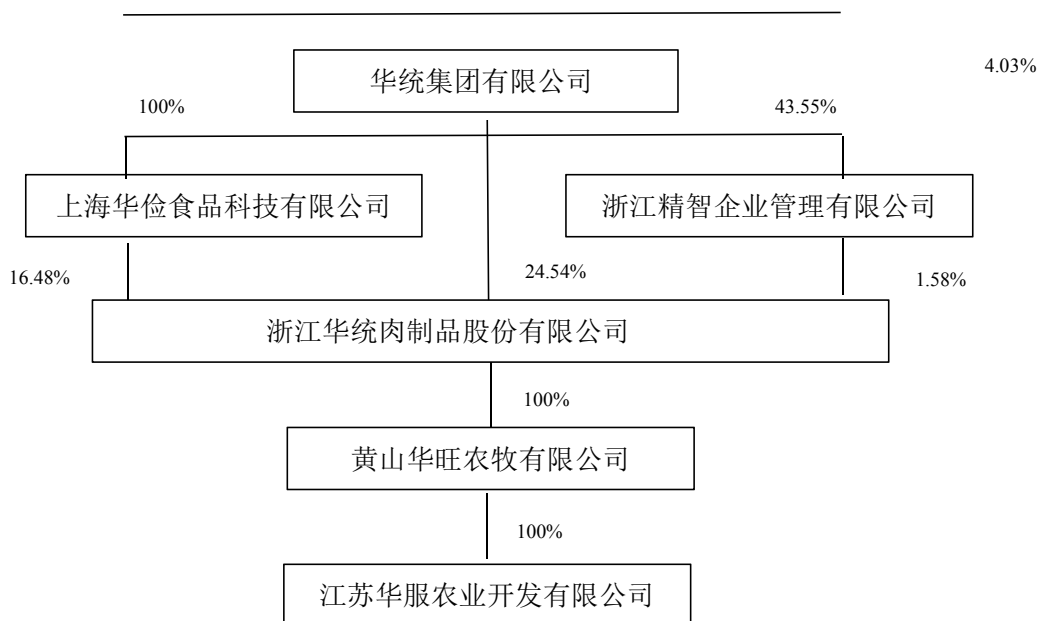 华统集团有限公司
4.03%
100%
43.55%
上海华俭食品科技有限公司
浙江精智企业管理有限公司
16.48%
24.54%
1.58%
浙江华统肉制品股份有限公司
100%
黄山华旺农牧有限公司
100%
江苏华服农业开发有限公司